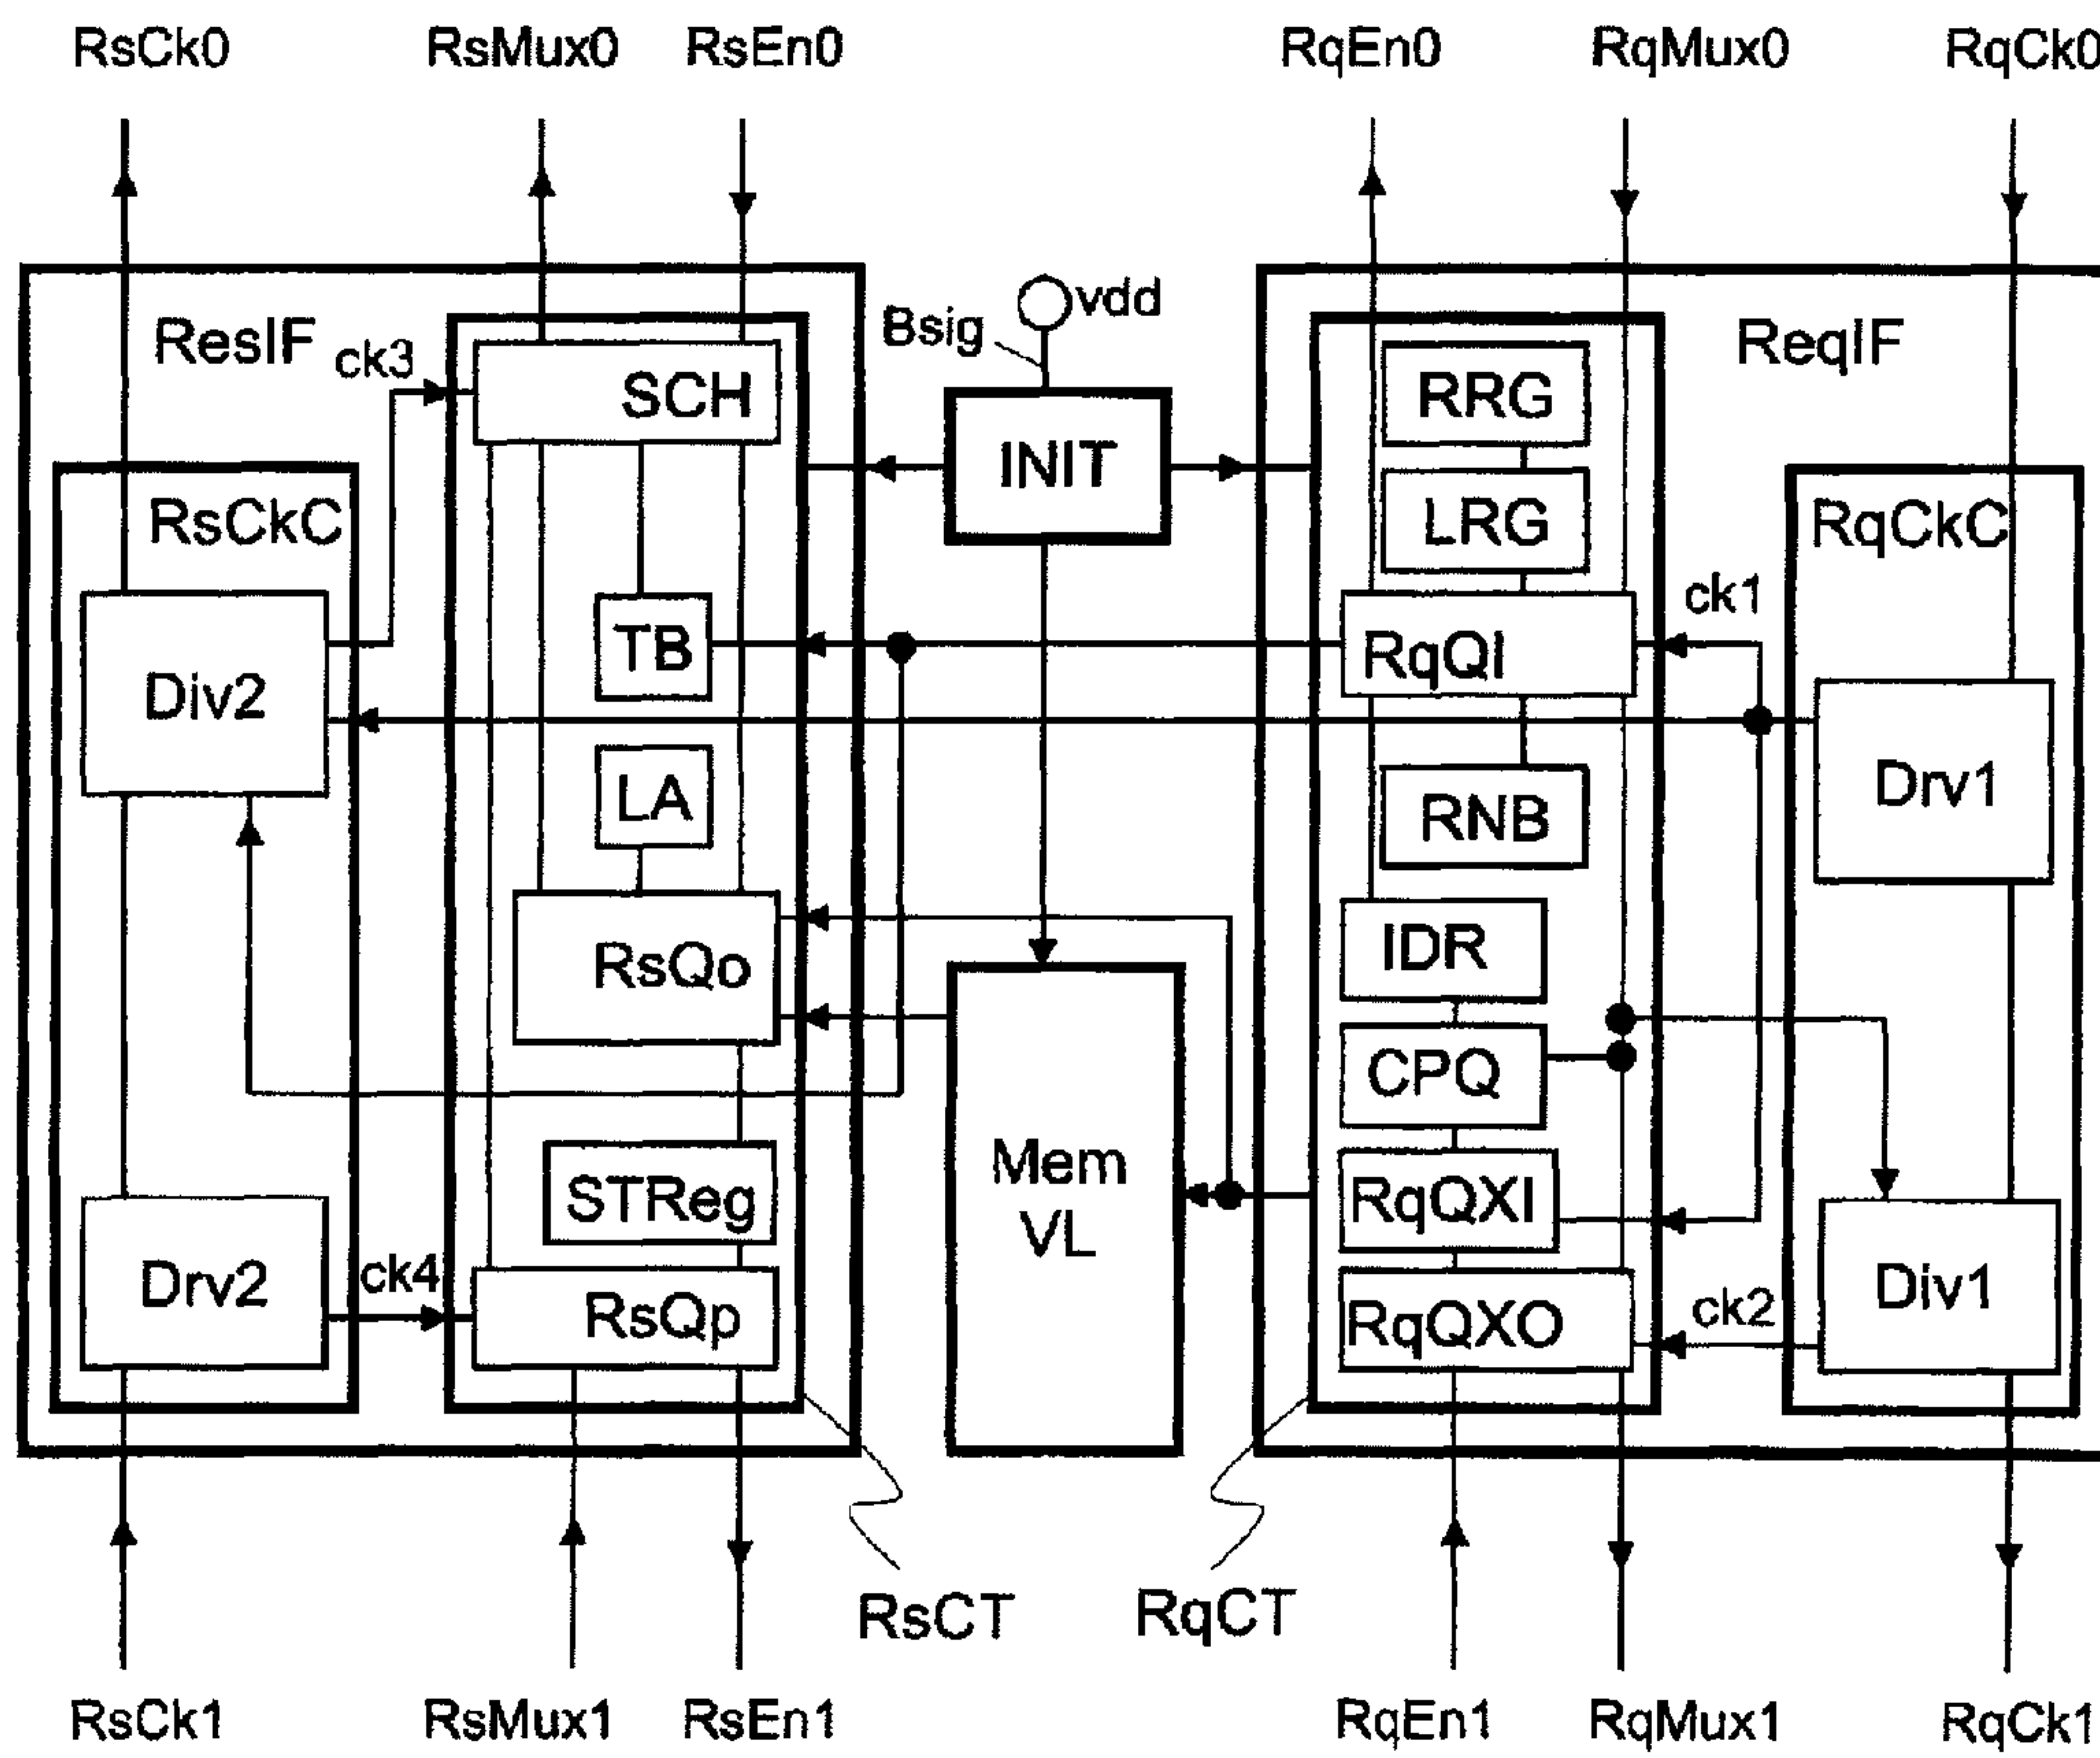 RsCk0 RsMux0 RsEn0 RqEn0 RqMux0 RqCk0
vdd
Bsig
ResIF
ck3
SCH
INIT
RRG
ReqIF
RsCkC
LRG
RqCkC
ck1
TB
RqQI
Div2
LA
RNB
Drv1
RsQo
IDR
CPQ
Mem
VL
STReg
RqQXI
Drv2
ck4
RsQp
RqQXO
ck2
Div1
RsCT RqCT
RsCk1 RsMux1 RsEn1 RqEn1 RqMux1 RqCk1